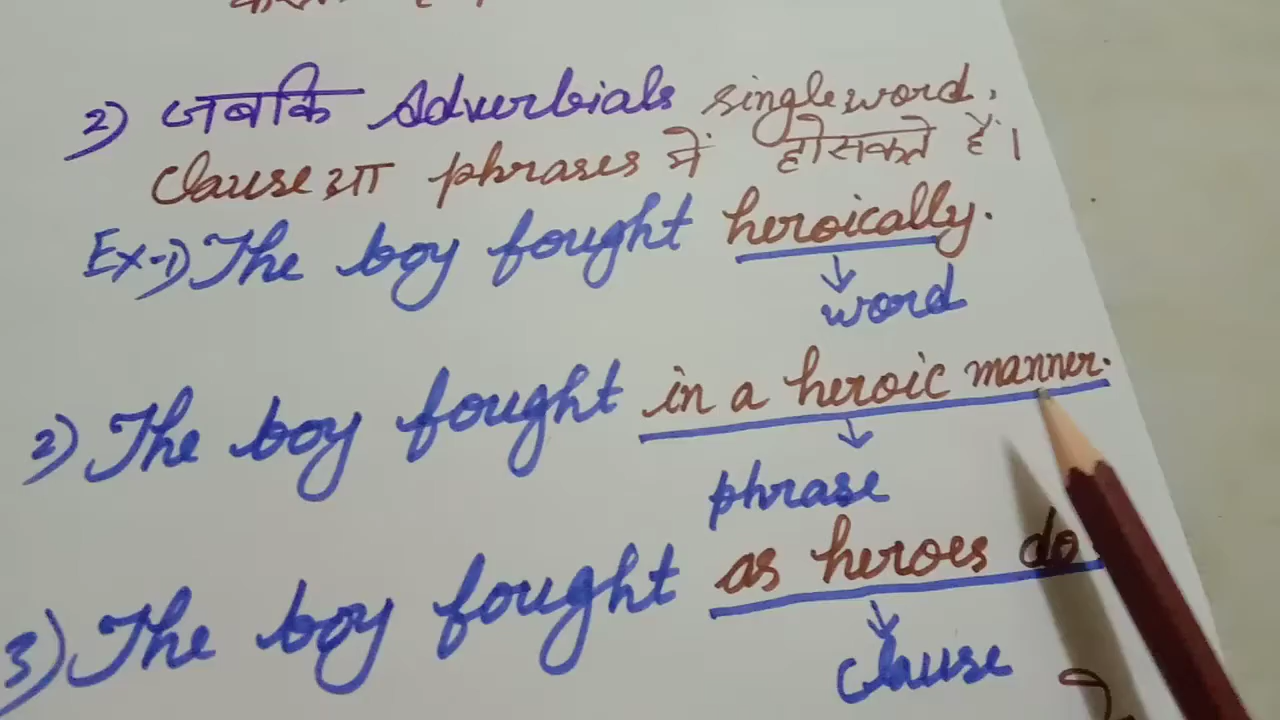 2) जबकि Adverbials single word,
clause या phrases में हो सकते हैं।
Ex-1) The boy fought heroically.
word
2) The boy fought in a heroic manner.
phrase
3) The boy fought as heroes do
clause